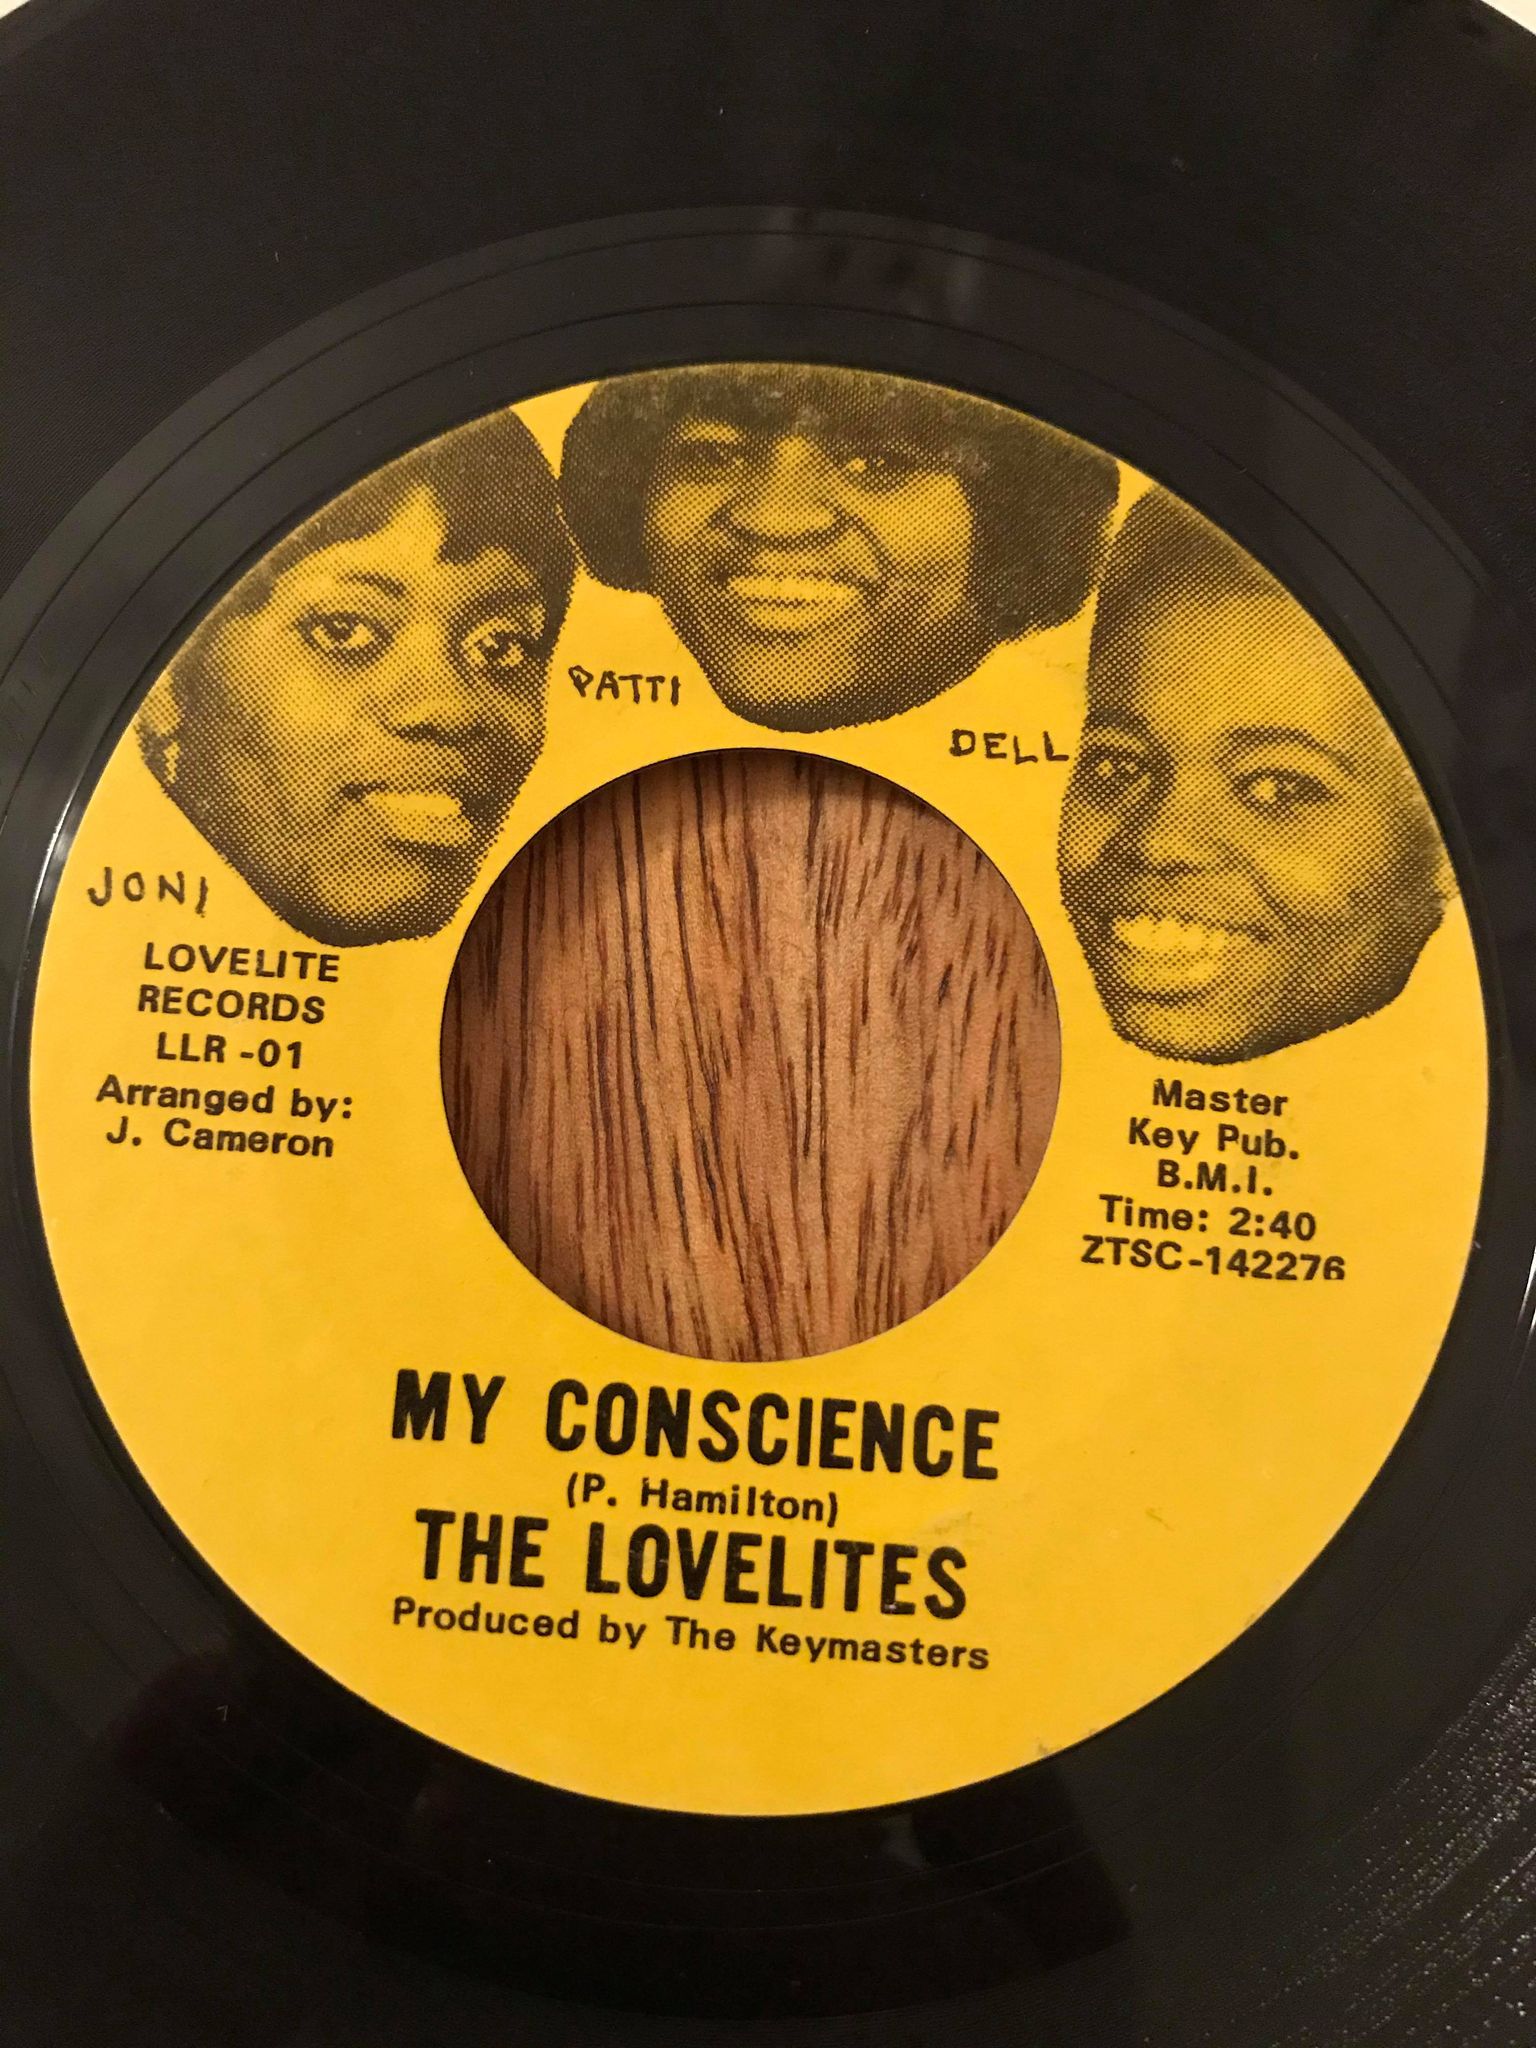 PATTI
DELL
JONI
LOVELITE
RECORDS
LLR -01
Arranged by:
J. Cameron
Master
Key Pub.
B.M.I.
Time: 2:40
ZTSC-142276
MY CONSCIENCE
(P. Hamilton)
THE LOVELITES
Produced by The Keymasters